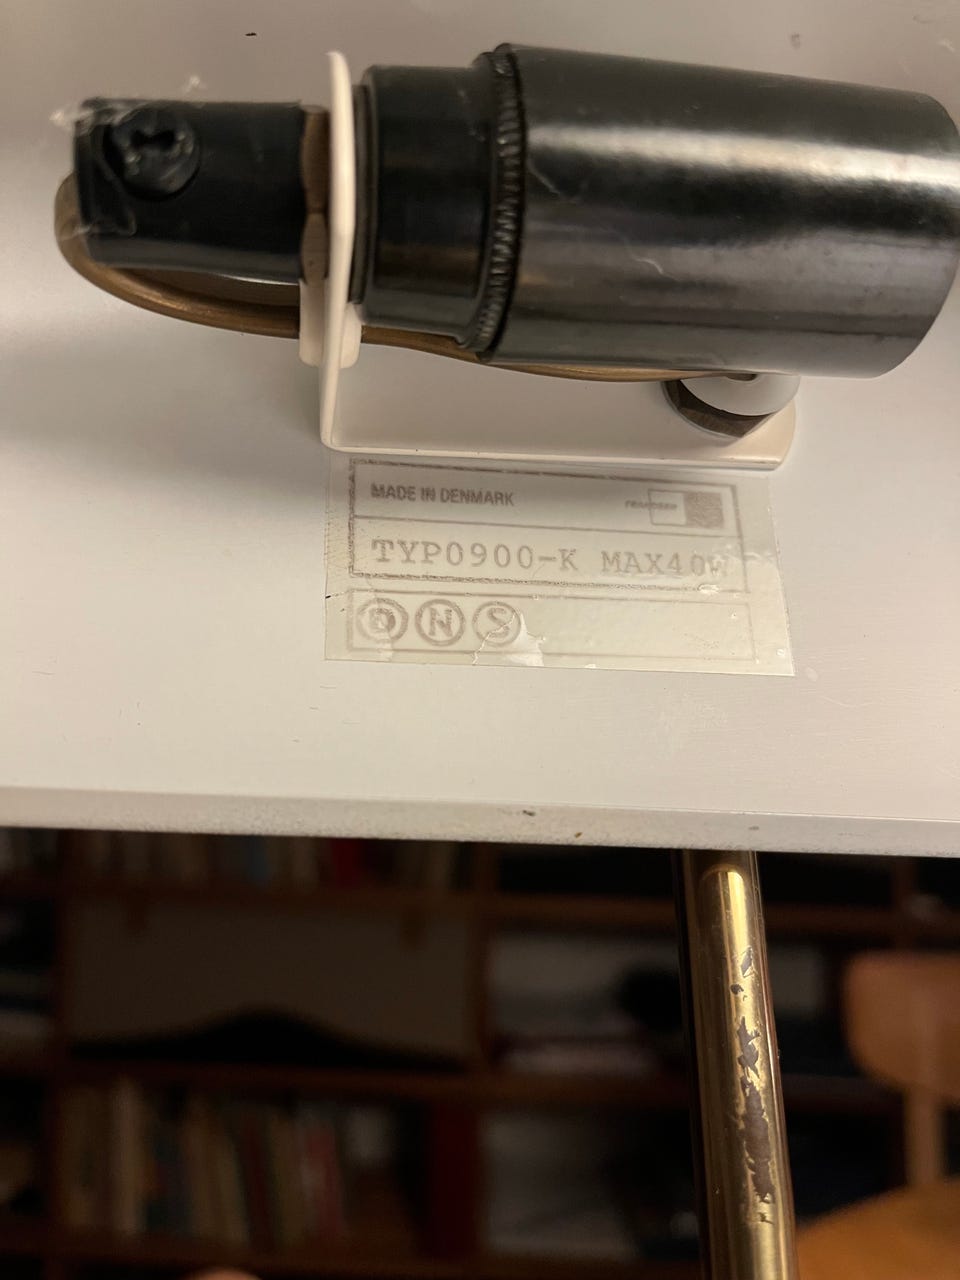 MADE IN DENMARK
TYP0900-K MAX40W
D N S